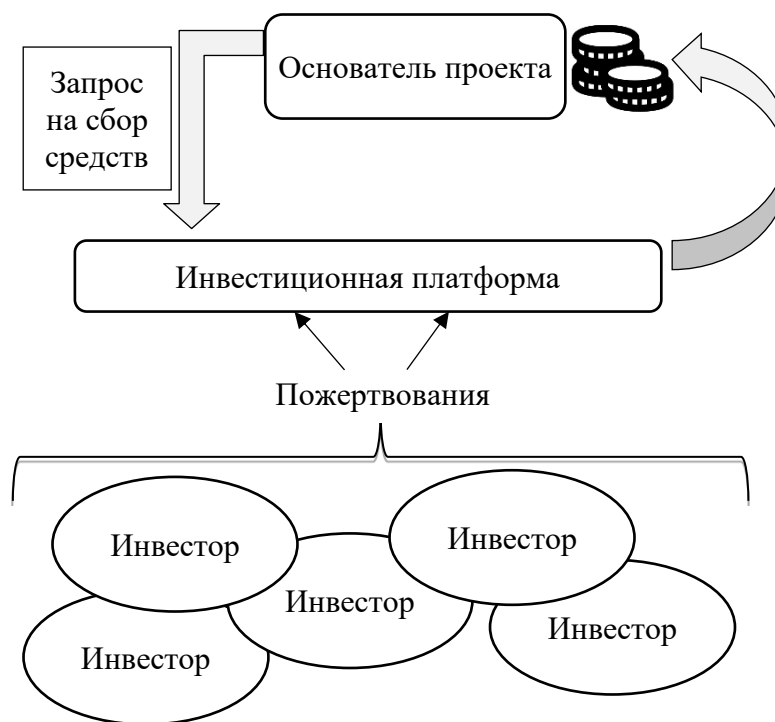 Основатель проекта
Запрос
на сбор
средств
Инвестиционная платформа
Пожертвования
Инвестор
Инвестор
Инвестор
Инвестор
Инвестор